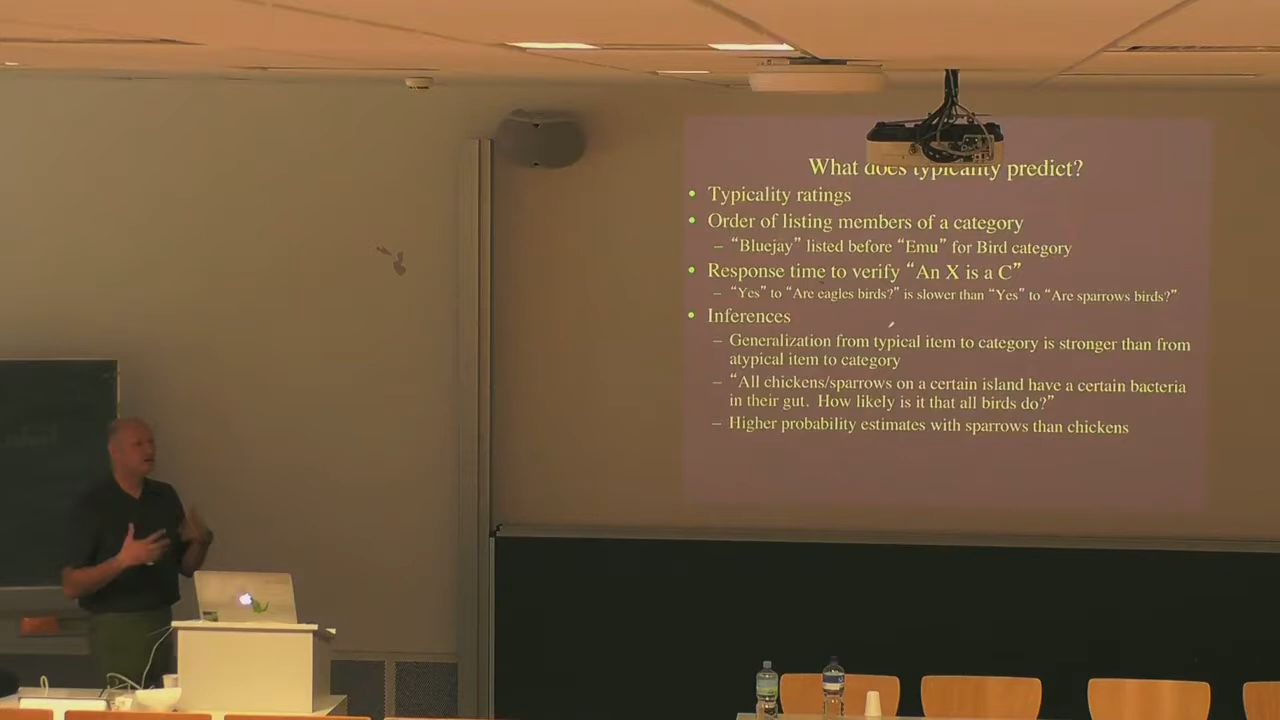 What does typicality predict?
• Typicality ratings
• Order of listing members of a category
– “Bluejay” listed before “Emu” for Bird category
• Response time to verify “An X is a C”
– “Yes” to “Are eagles birds?” is slower than “Yes” to “Are sparrows birds?”
• Inferences
– Generalization from typical item to category is stronger than from
atypical item to category
– “All chickens/sparrows on a certain island have a certain bacteria
in their gut. How likely is it that all birds do?”
– Higher probability estimates with sparrows than chickens